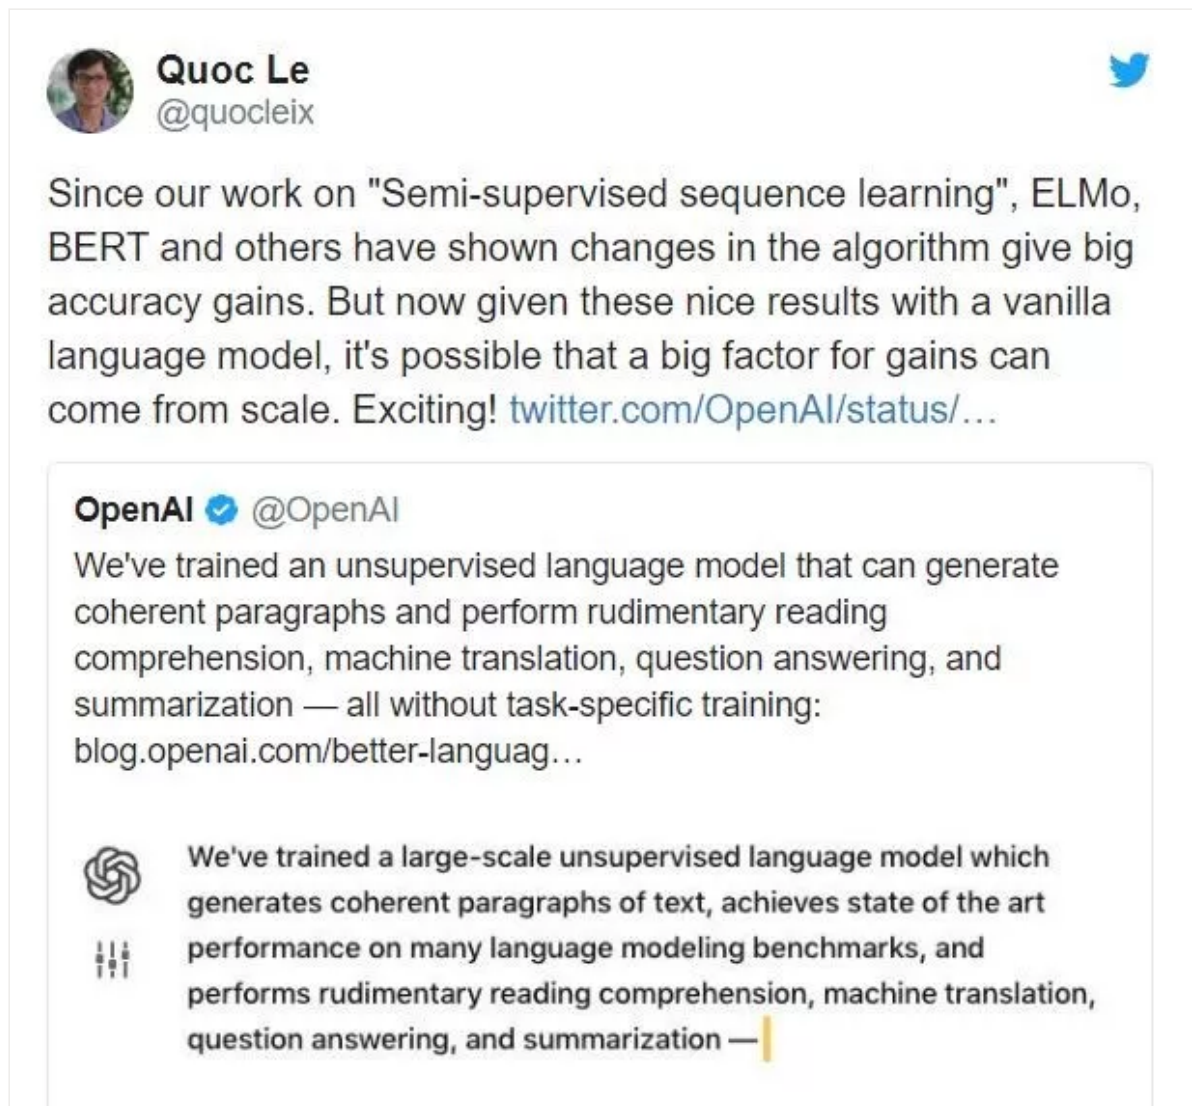 Quoc Le
@quocleix
Since our work on "Semi-supervised sequence learning", ELMo,
BERT and others have shown changes in the algorithm give big
accuracy gains. But now given these nice results with a vanilla
language model, it's possible that a big factor for gains can
come from scale. Exciting! twitter.com/OpenAI/status/…
OpenAI @OpenAI
We've trained an unsupervised language model that can generate
coherent paragraphs and perform rudimentary reading
comprehension, machine translation, question answering, and
summarization — all without task-specific training:
blog.openai.com/better-languag…
We've trained a large-scale unsupervised language model which
generates coherent paragraphs of text, achieves state of the art
performance on many language modeling benchmarks, and
performs rudimentary reading comprehension, machine translation,
question answering, and summarization —